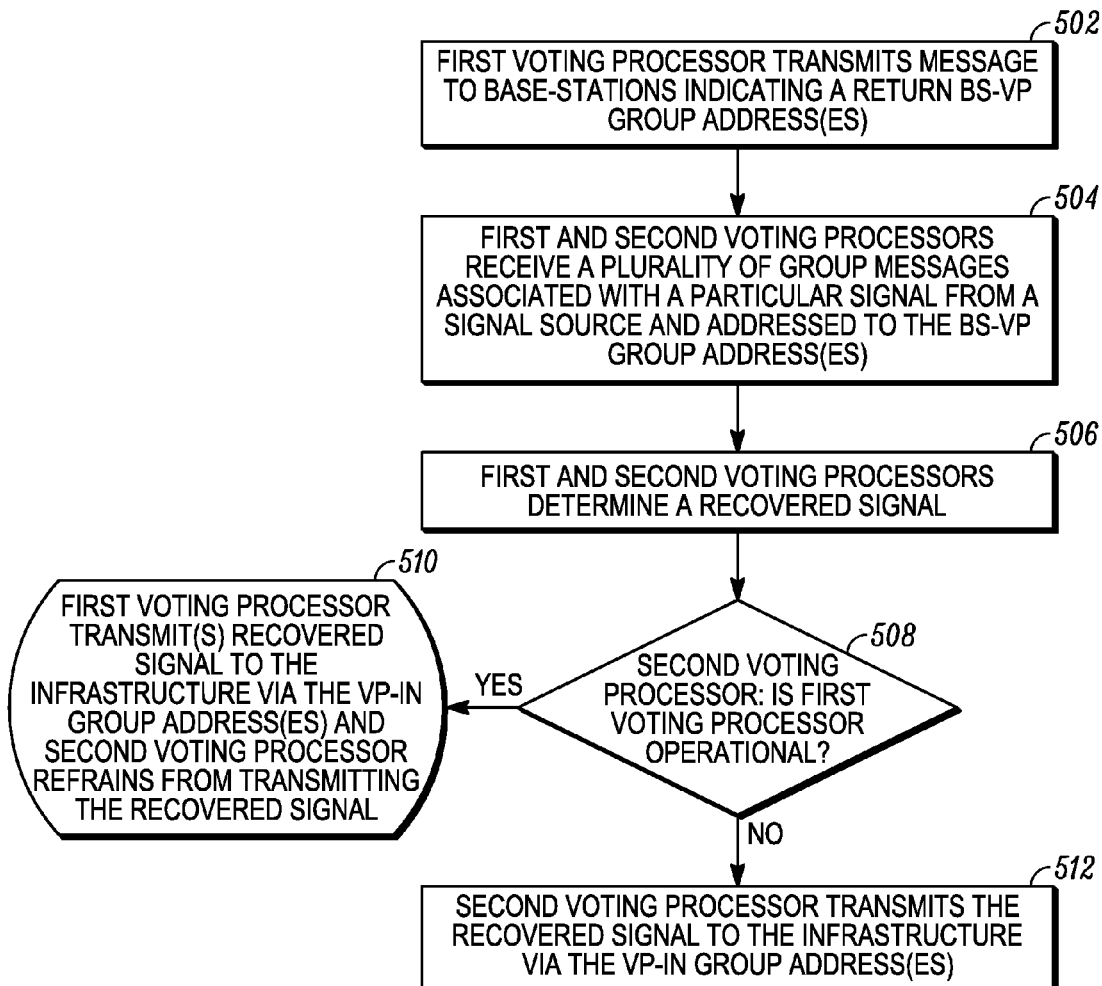 502
FIRST VOTING PROCESSOR TRANSMITS MESSAGE
TO BASE-STATIONS INDICATING A RETURN BS-VP
GROUP ADDRESS(ES)
504
FIRST AND SECOND VOTING PROCESSORS
RECEIVE A PLURALITY OF GROUP MESSAGES
ASSOCIATED WITH A PARTICULAR SIGNAL FROM A
SIGNAL SOURCE AND ADDRESSED TO THE BS-VP
GROUP ADDRESS(ES)
506
FIRST AND SECOND VOTING PROCESSORS
DETERMINE A RECOVERED SIGNAL
508
SECOND VOTING
PROCESSOR: IS FIRST
VOTING PROCESSOR
OPERATIONAL?
YES
510
FIRST VOTING PROCESSOR
TRANSMIT(S) RECOVERED
SIGNAL TO THE
INFRASTRUCTURE VIA THE VP-IN
GROUP ADDRESS(ES) AND
SECOND VOTING PROCESSOR
REFRAINS FROM TRANSMITTING
THE RECOVERED SIGNAL
NO
512
SECOND VOTING PROCESSOR TRANSMITS THE
RECOVERED SIGNAL TO THE INFRASTRUCTURE
VIA THE VP-IN GROUP ADDRESS(ES)